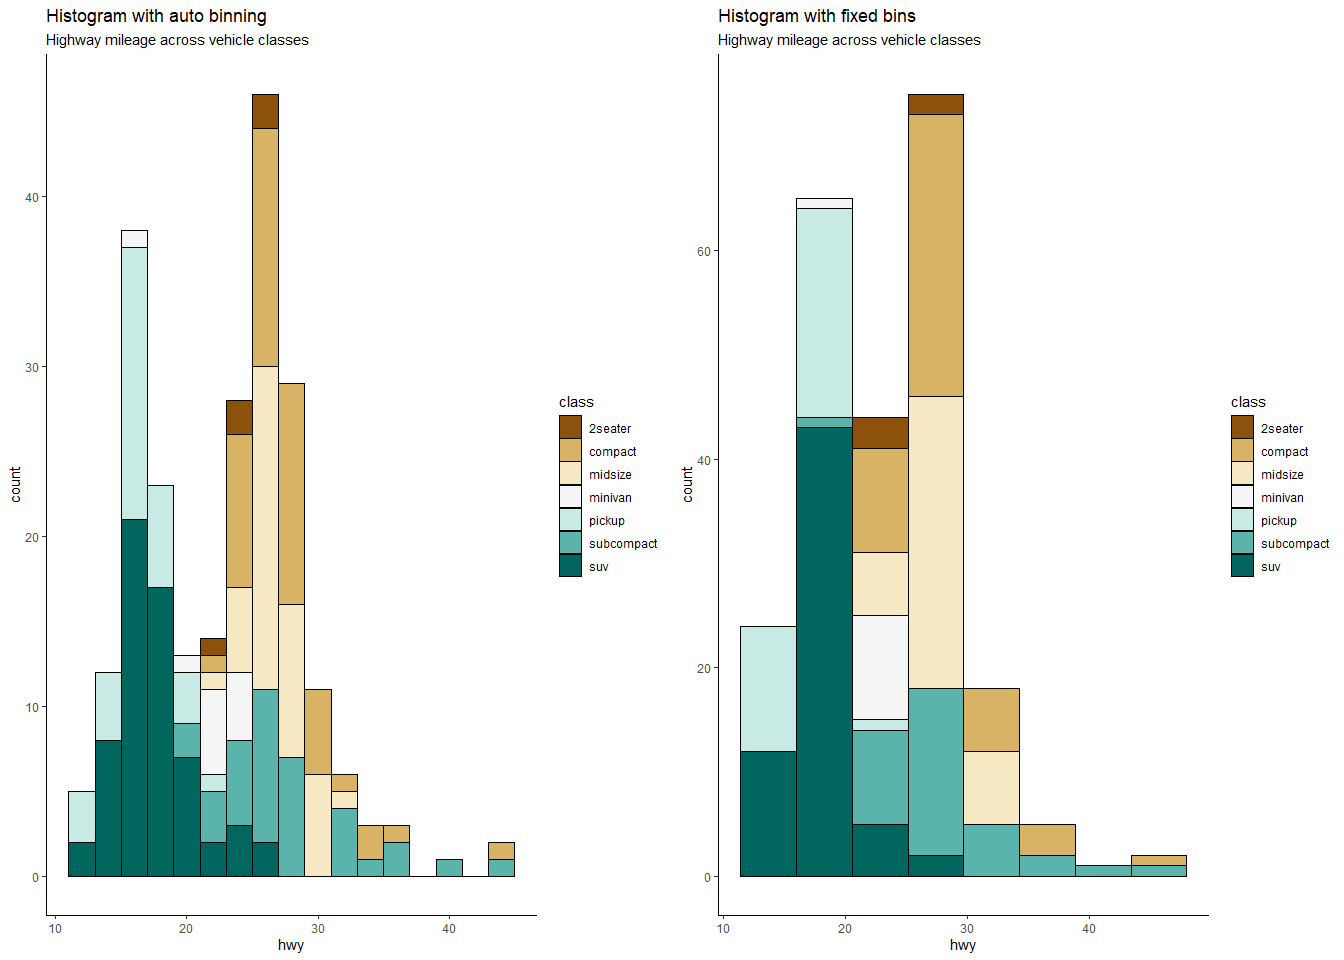 Histogram with auto binning
Highway mileage across vehicle classes
40
30
20
10
0
count
10
20
30
40
hwy
class
2seater
compact
midsize
minivan
pickup
subcompact
suv
Histogram with fixed bins
Highway mileage across vehicle classes
60
40
20
0
count
10
20
30
40
hwy
class
2seater
compact
midsize
minivan
pickup
subcompact
suv